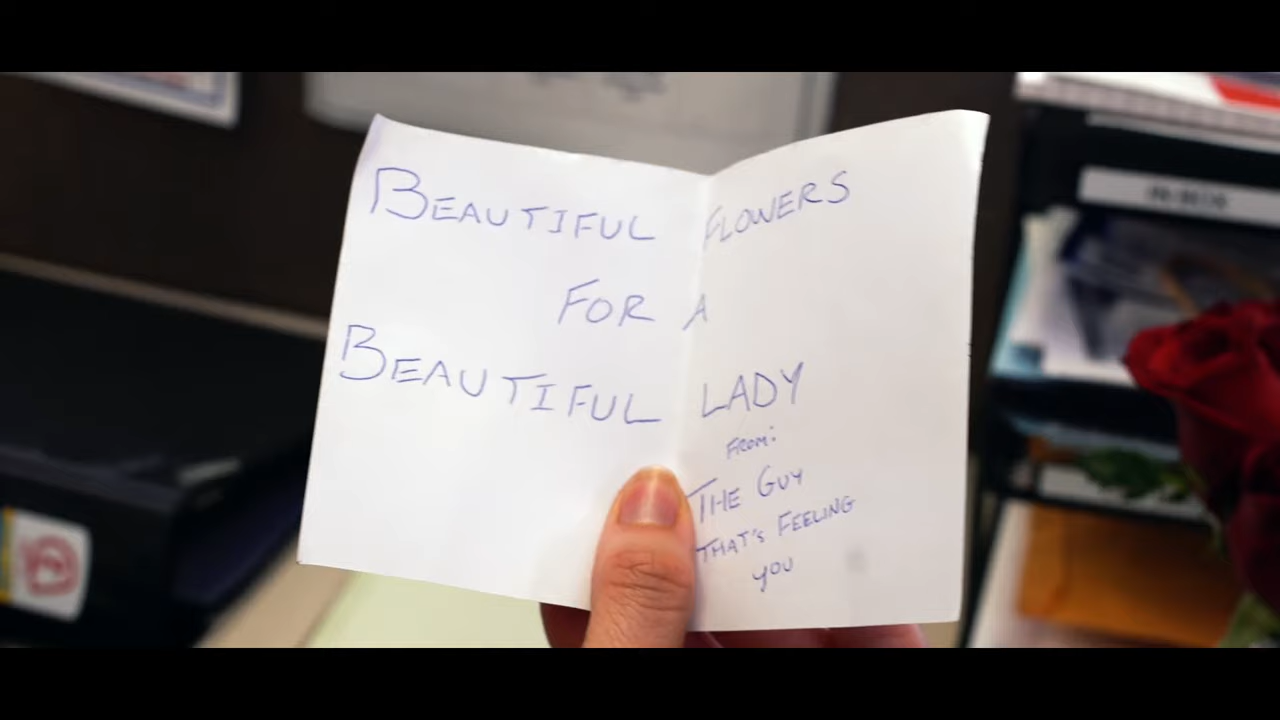 BEAUTIFUL FLOWERS
FOR A
BEAUTIFUL LADY
FROM:
THE GUY
THAT'S FEELING
YOU